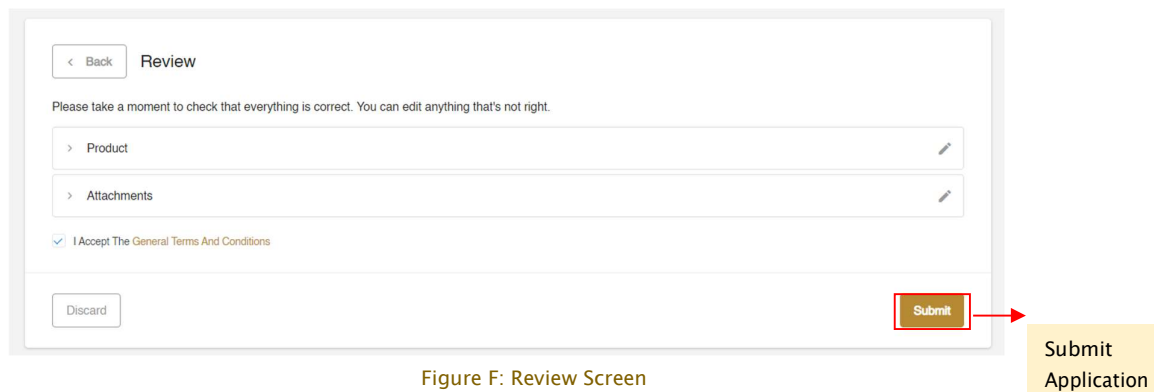 Back Review
Please take a moment to check that everything is correct. You can edit anything that's not right.
Product
Attachments
I Accept The General Terms And Conditions
Discard
Submit
Submit
Application
Figure F: Review Screen